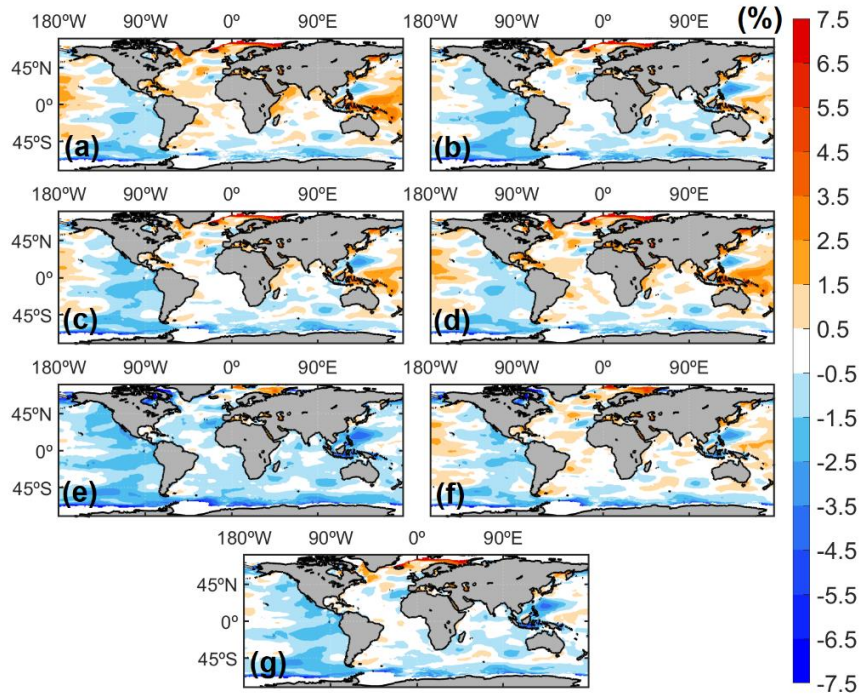 180ºW 90ºW 0º 90ºE 180ºW 90ºW 0º 90ºE (%) 7.5
6.5
45ºN
0º
45ºS
(a) (b)
5.5
180ºW 90ºW 0º 90ºE 180ºW 90ºW 0º 90ºE
4.5
3.5
45ºN
2.5
0º
1.5
45ºS
(c) (d)
0.5
180ºW 90ºW 0º 90ºE 180ºW 90ºW 0º 90ºE
-0.5
45ºN
-1.5
0º
-2.5
45ºS
(e) (f)
-3.5
180ºW 90ºW 0º 90ºE
-4.5
45ºN
-5.5
0º
45ºS
(g)
-6.5
-7.5